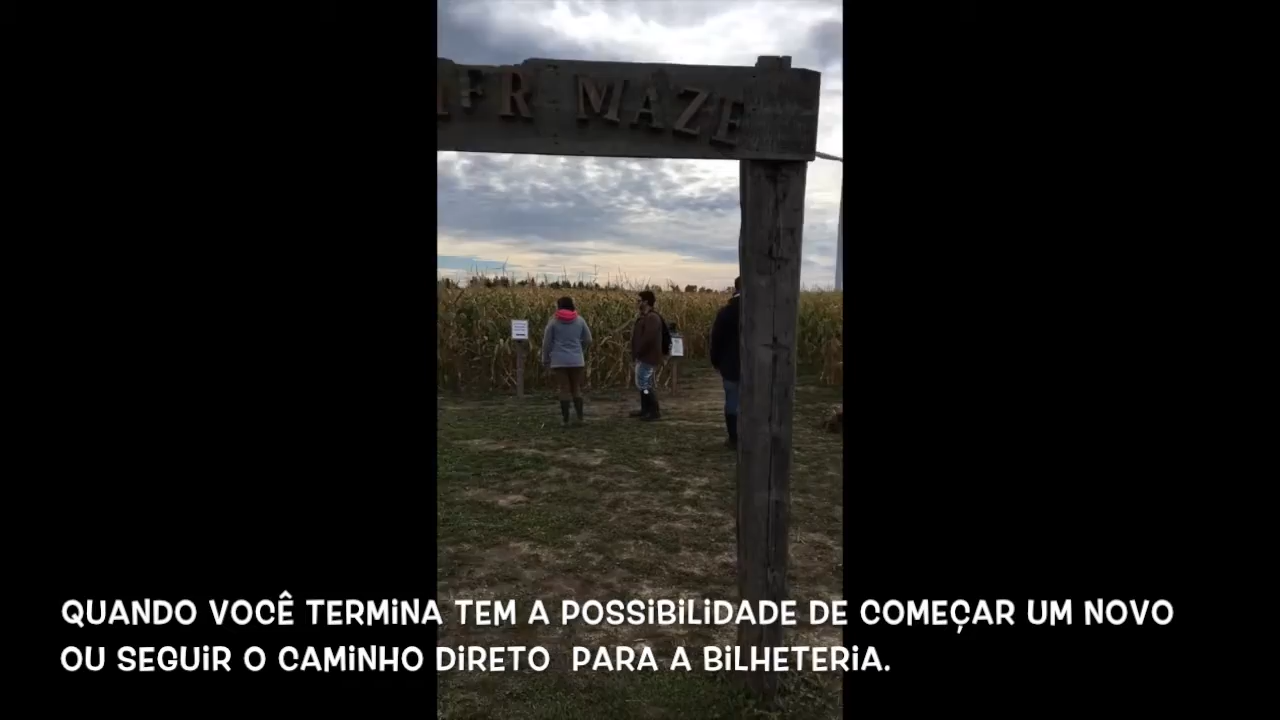 MAZE
QUANDO VOCÊ TERMINA TEM A POSSIBILIDADE DE COMEÇAR UM NOVO
OU SEGUIR O CAMINHO DIRETO PARA A BILHETERIA.